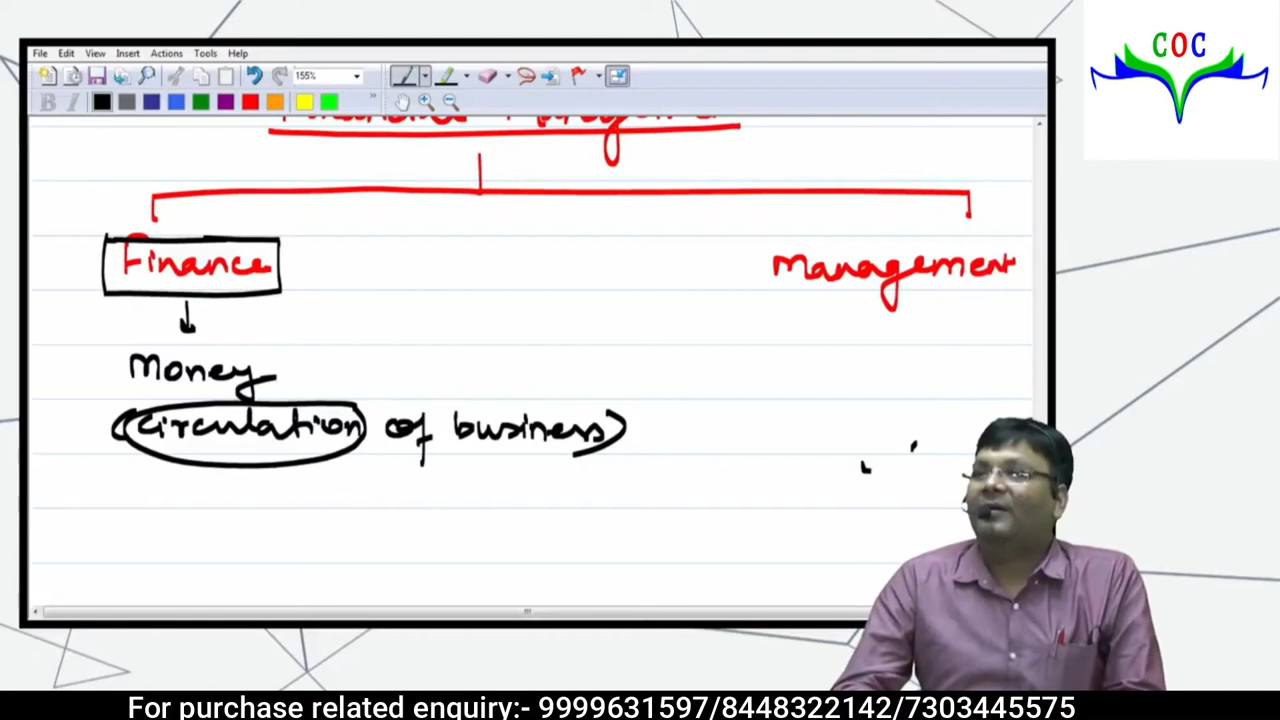 COC
File Edit View Insert Actions Tools Help
155%
B I
Finance
Management
Money
(circulation of business)
For purchase related enquiry:- 9999631597/8448322142/7303445575